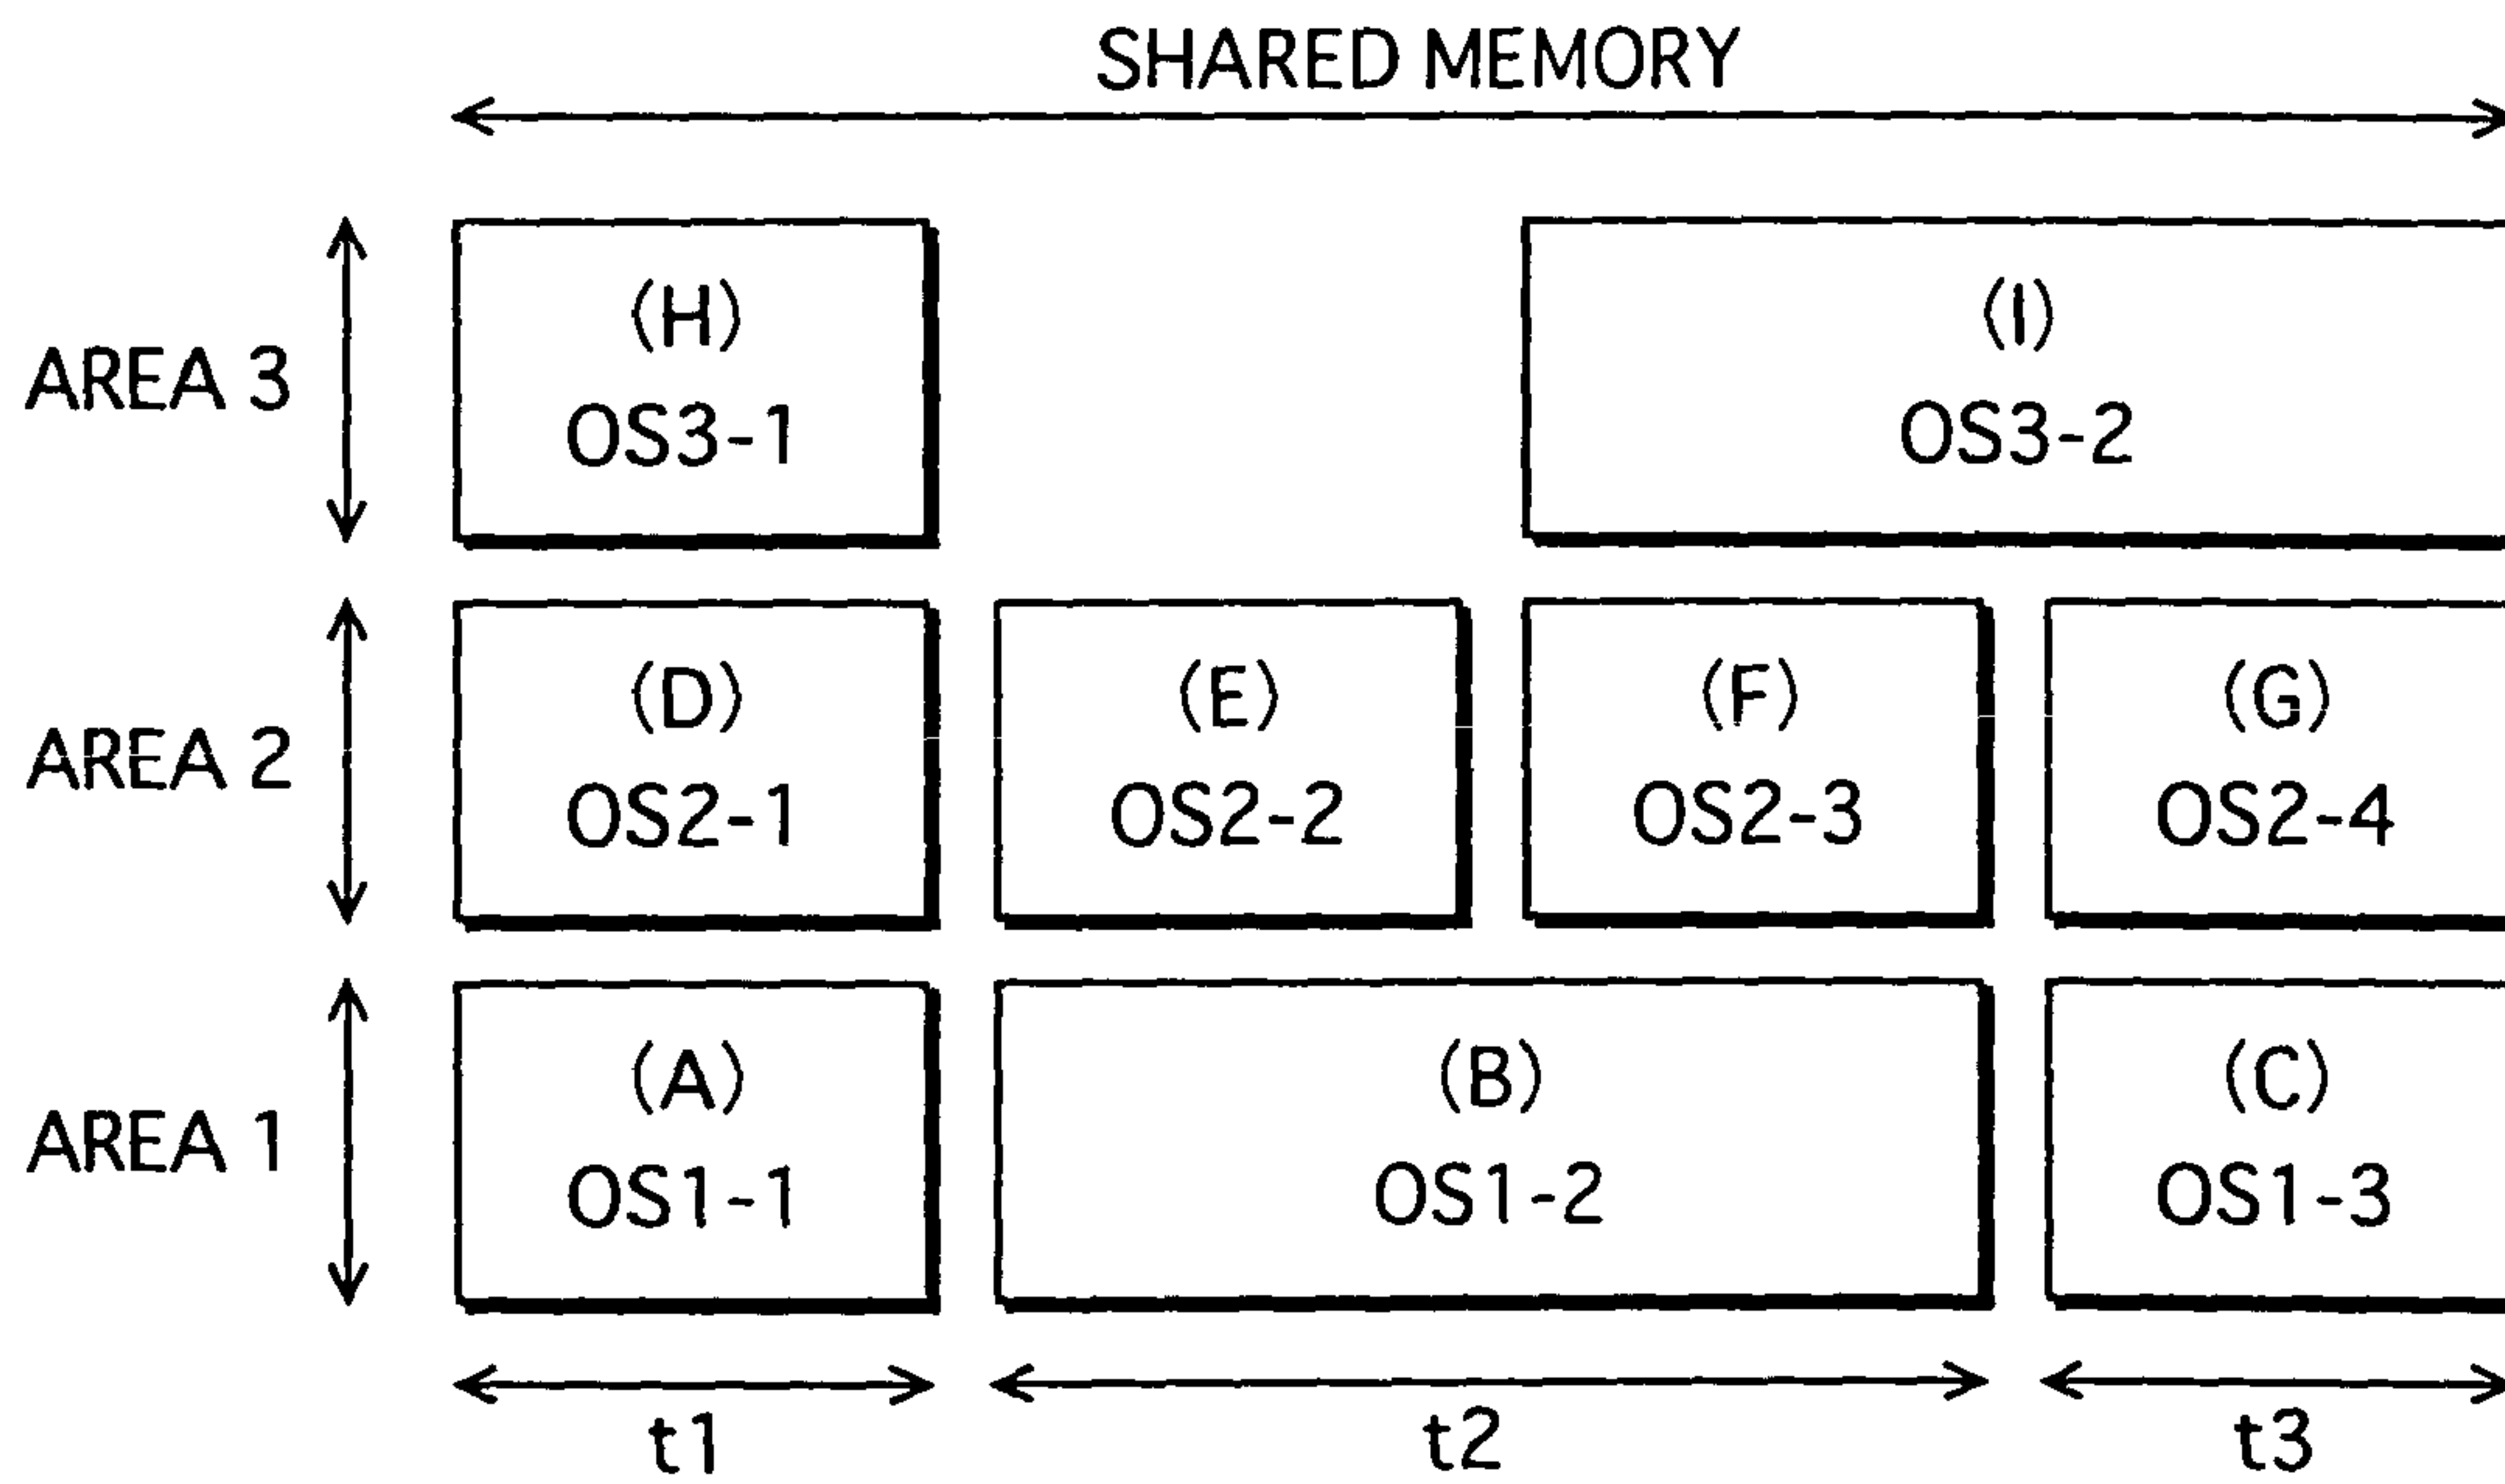 SHARED MEMORY
AREA 3
(H)
OS3-1
(I)
OS3-2
AREA 2
(D)
OS2-1
(E)
OS2-2
(F)
OS2-3
(G)
OS2-4
AREA 1
(A)
OS1-1
(B)
OS1-2
(C)
OS1-3
t1
t2
t3